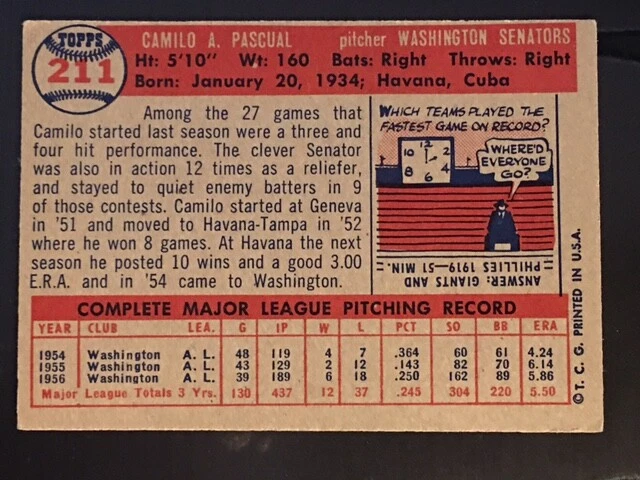 TOPPS
211
CAMILO A. PASCUAL pitcher WASHINGTON SENATORS
Ht: 5'10" Wt: 160 Bats: Right Throws: Right
Born: January 20, 1934; Havana, Cuba
Among the 27 games that
Camilo started last season were a three and
four hit performance. The clever Senator
was also in action 12 times as a reliefer,
and stayed to quiet enemy batters in 9
of those contests. Camilo started at Geneva
in '51 and moved to Havana-Tampa in '52
where he won 8 games. At Havana the next
season he posted 10 wins and a good 3.00
E.R.A. and in '54 came to Washington.
WHICH TEAMS PLAYED THE
FASTEST GAME ON RECORD?
10 12 2
8 6 4
WHERE'D
EVERYONE
GO?
ANSWER: GIANTS AND
PHILLIES 1919—51 MIN.
COMPLETE MAJOR LEAGUE PITCHING RECORD
YEAR CLUB LEA. G IP W L PCT SO BB ERA
1954 Washington A. L. 48 119 4 7 .364 60 61 4.24
1955 Washington A. L. 43 129 2 12 .143 82 70 6.14
1956 Washington A. L. 39 189 6 18 .250 162 89 5.86
Major League Totals 3 Yrs. 130 437 12 37 .245 304 220 5.50
© T. C. G. PRINTED IN U.S.A.